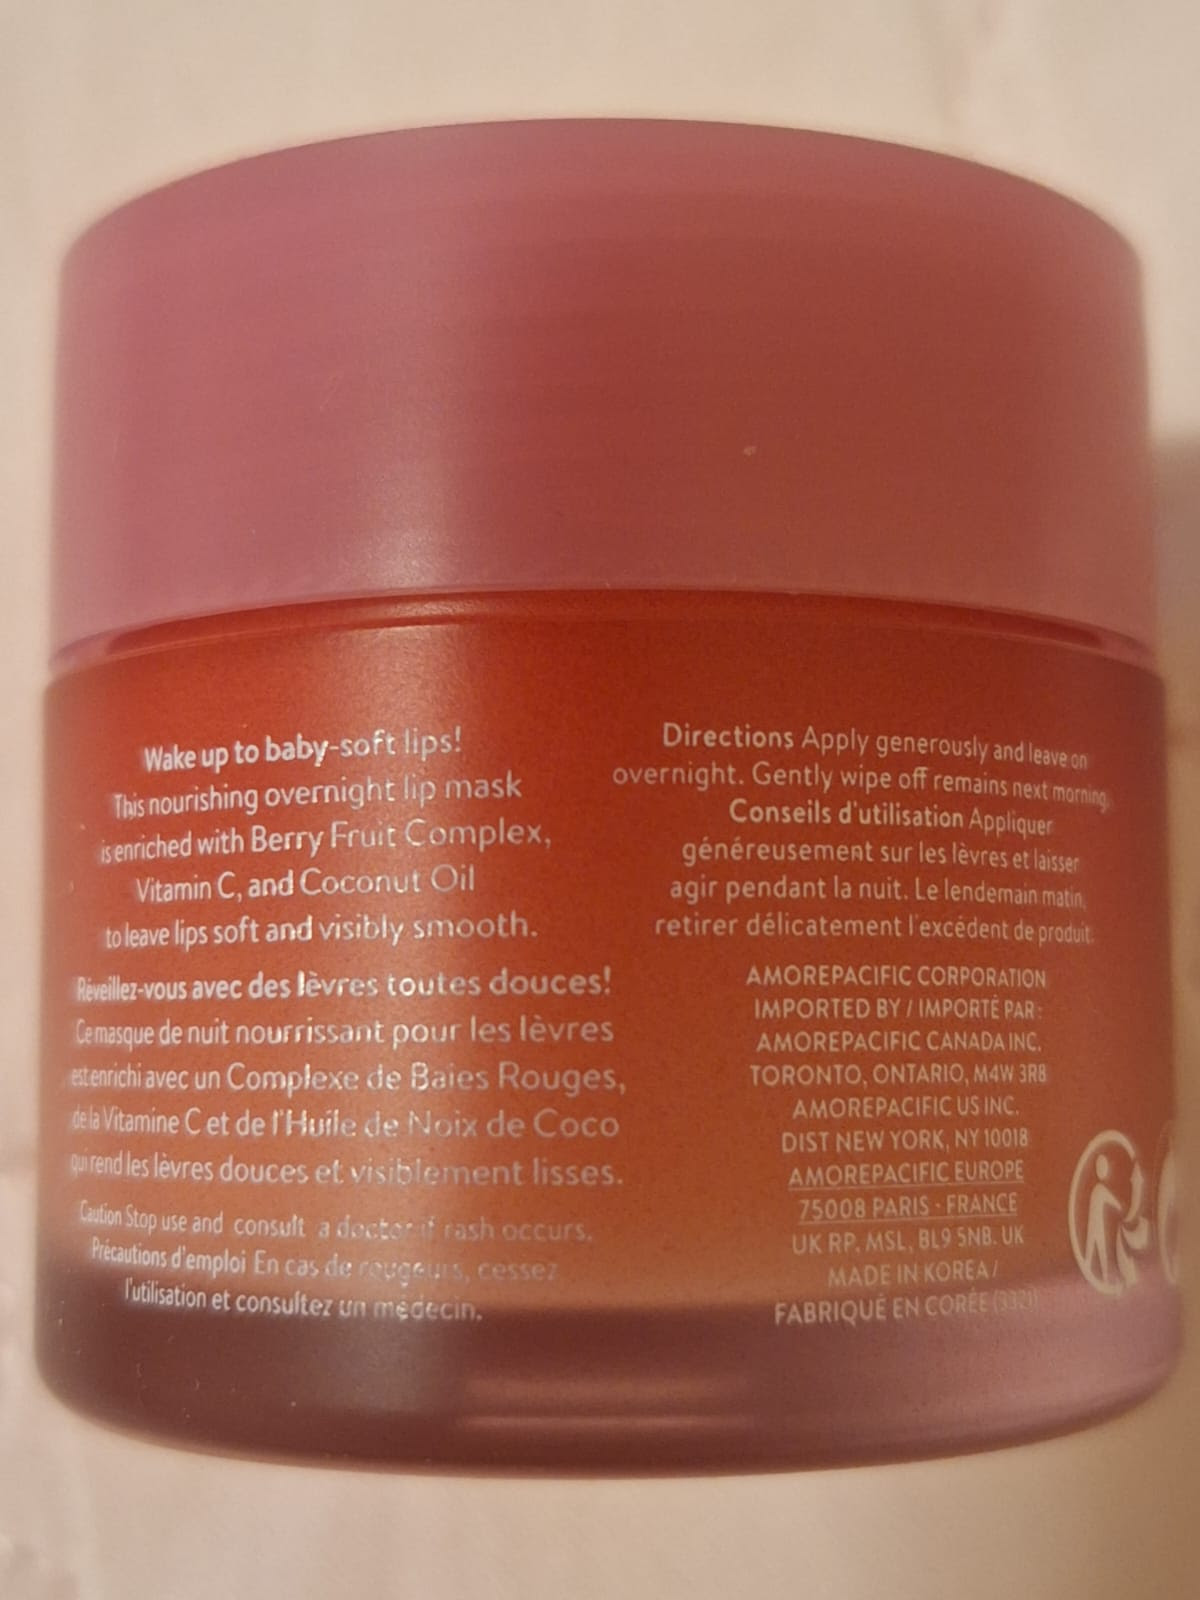 Wake up to baby-soft lips!
This nourishing overnight lip mask
is enriched with Berry Fruit Complex,
Vitamin C, and Coconut Oil
to leave lips soft and visibly smooth.
Réveillez-vous avec des lèvres toutes douces!
Ce masque de nuit nourrissant pour les lèvres
est enrichi avec un Complexe de Baies Rouges,
de la Vitamine C et de l'Huile de Noix de Coco
qui rend les lèvres douces et visiblement lisses.
Caution Stop use and consult a doctor if rash occurs.
Précautions d'emploi En cas de rougeurs, cessez
l'utilisation et consultez un médecin.
Directions Apply generously and leave on
overnight. Gently wipe off remains next morning.
Conseils d'utilisation Appliquer
généreusement sur les lèvres et laisser
agir pendant la nuit. Le lendemain matin,
retirer délicatement l'excédent de produit.
AMOREPACIFIC CORPORATION
IMPORTED BY / IMPORTÉ PAR :
AMOREPACIFIC CANADA INC.
TORONTO, ONTARIO, M4W 3R8
AMOREPACIFIC US INC.
DIST NEW YORK, NY 10018
AMOREPACIFIC EUROPE
75008 PARIS - FRANCE
UK RP. MSL, BL9 5NB. UK
MADE IN KOREA /
FABRIQUÉ EN CORÉE